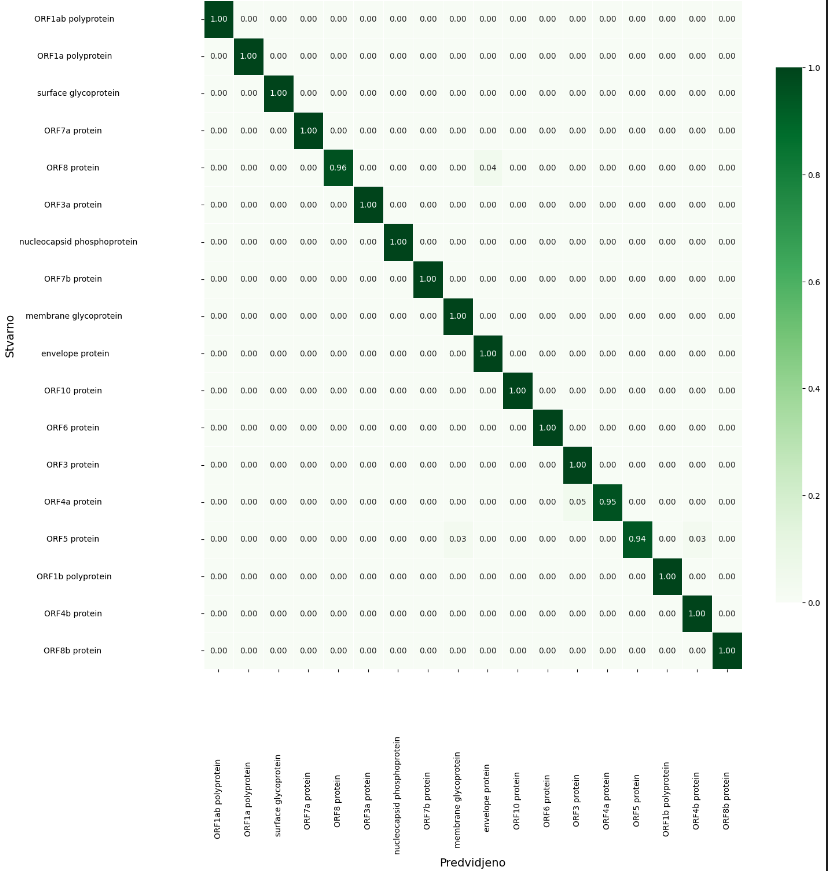 ORF1ab polyprotein 1.00 0.00 0.00 0.00 0.00 0.00 0.00 0.00 0.00 0.00 0.00 0.00 0.00 0.00 0.00 0.00 0.00 0.00
ORF1a polyprotein 0.00 1.00 0.00 0.00 0.00 0.00 0.00 0.00 0.00 0.00 0.00 0.00 0.00 0.00 0.00 0.00 0.00 0.00
surface glycoprotein 0.00 0.00 1.00 0.00 0.00 0.00 0.00 0.00 0.00 0.00 0.00 0.00 0.00 0.00 0.00 0.00 0.00 0.00
ORF7a protein 0.00 0.00 0.00 1.00 0.00 0.00 0.00 0.00 0.00 0.00 0.00 0.00 0.00 0.00 0.00 0.00 0.00 0.00
ORF8 protein 0.00 0.00 0.00 0.00 0.96 0.00 0.00 0.00 0.00 0.04 0.00 0.00 0.00 0.00 0.00 0.00 0.00 0.00
ORF3a protein 0.00 0.00 0.00 0.00 0.00 1.00 0.00 0.00 0.00 0.00 0.00 0.00 0.00 0.00 0.00 0.00 0.00 0.00
nucleocapsid phosphoprotein 0.00 0.00 0.00 0.00 0.00 0.00 1.00 0.00 0.00 0.00 0.00 0.00 0.00 0.00 0.00 0.00 0.00 0.00
ORF7b protein 0.00 0.00 0.00 0.00 0.00 0.00 0.00 1.00 0.00 0.00 0.00 0.00 0.00 0.00 0.00 0.00 0.00 0.00
membrane glycoprotein 0.00 0.00 0.00 0.00 0.00 0.00 0.00 0.00 1.00 0.00 0.00 0.00 0.00 0.00 0.00 0.00 0.00 0.00
envelope protein 0.00 0.00 0.00 0.00 0.00 0.00 0.00 0.00 0.00 1.00 0.00 0.00 0.00 0.00 0.00 0.00 0.00 0.00
ORF10 protein 0.00 0.00 0.00 0.00 0.00 0.00 0.00 0.00 0.00 0.00 1.00 0.00 0.00 0.00 0.00 0.00 0.00 0.00
ORF6 protein 0.00 0.00 0.00 0.00 0.00 0.00 0.00 0.00 0.00 0.00 0.00 1.00 0.00 0.00 0.00 0.00 0.00 0.00
ORF3 protein 0.00 0.00 0.00 0.00 0.00 0.00 0.00 0.00 0.00 0.00 0.00 0.00 1.00 0.00 0.00 0.00 0.00 0.00
ORF4a protein 0.00 0.00 0.00 0.00 0.00 0.00 0.00 0.00 0.00 0.00 0.00 0.00 0.05 0.95 0.00 0.00 0.00 0.00
ORF5 protein 0.00 0.00 0.00 0.00 0.00 0.00 0.00 0.00 0.03 0.00 0.00 0.00 0.00 0.00 0.94 0.00 0.03 0.00
ORF1b polyprotein 0.00 0.00 0.00 0.00 0.00 0.00 0.00 0.00 0.00 0.00 0.00 0.00 0.00 0.00 0.00 1.00 0.00 0.00
ORF4b protein 0.00 0.00 0.00 0.00 0.00 0.00 0.00 0.00 0.00 0.00 0.00 0.00 0.00 0.00 0.00 0.00 1.00 0.00
ORF8b protein 0.00 0.00 0.00 0.00 0.00 0.00 0.00 0.00 0.00 0.00 0.00 0.00 0.00 0.00 0.00 0.00 0.00 1.00
Stvarno
ORF1ab polyprotein
ORF1a polyprotein
surface glycoprotein
ORF7a protein
ORF8 protein
ORF3a protein
nucleocapsid phosphoprotein
ORF7b protein
membrane glycoprotein
envelope protein
ORF10 protein
ORF6 protein
ORF3 protein
ORF4a protein
ORF5 protein
ORF1b polyprotein
ORF4b protein
ORF8b protein
Predvidjeno
1.0
0.8
0.6
0.4
0.2
0.0